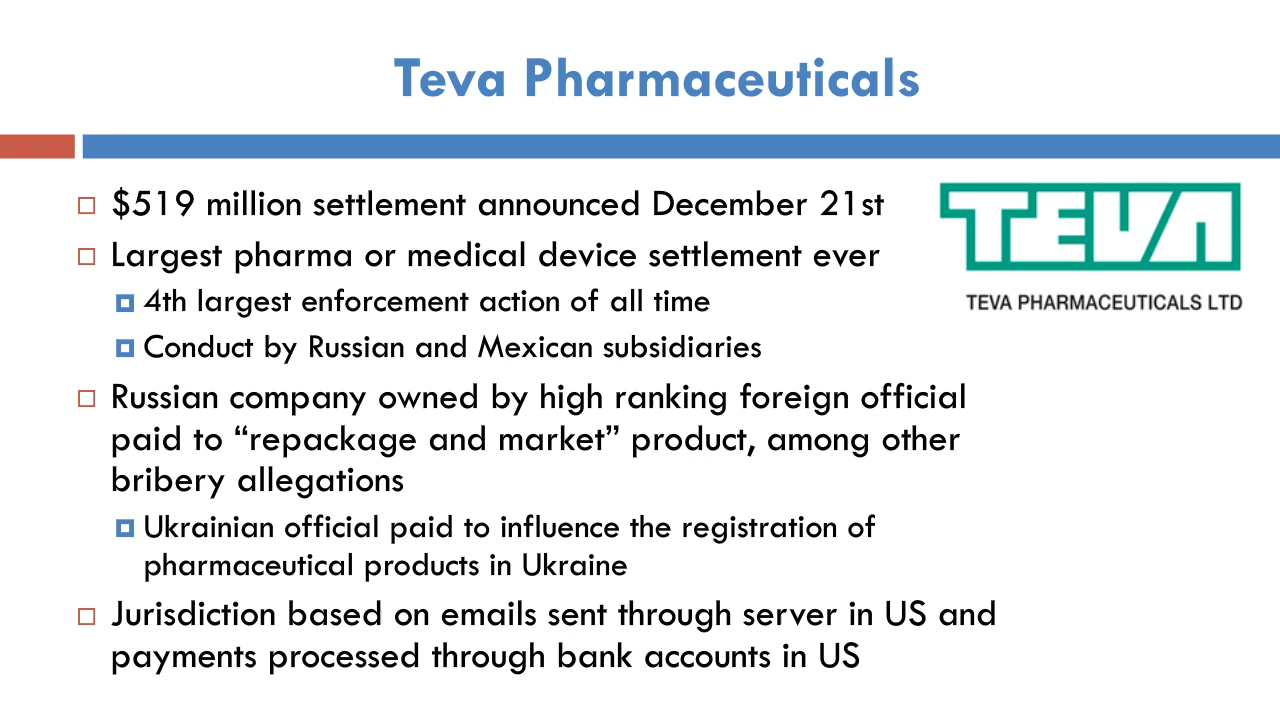 Teva Pharmaceuticals
$519 million settlement announced December 21st
Largest pharma or medical device settlement ever
4th largest enforcement action of all time
Conduct by Russian and Mexican subsidiaries
Russian company owned by high ranking foreign official
paid to “repackage and market” product, among other
bribery allegations
Ukrainian official paid to influence the registration of
pharmaceutical products in Ukraine
Jurisdiction based on emails sent through server in US and
payments processed through bank accounts in US
TEVA
TEVA PHARMACEUTICALS LTD